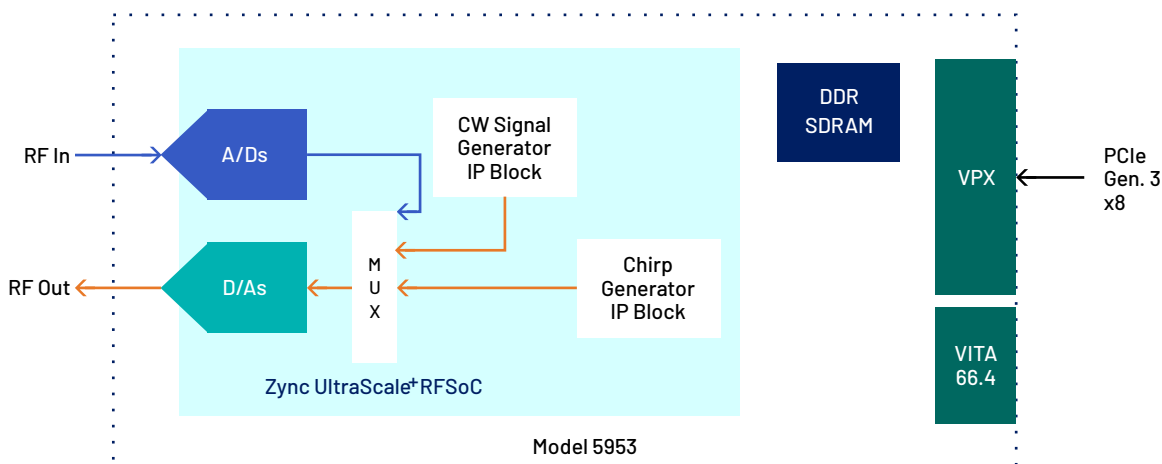 DDR
SDRAM
CW Signal
Generator
IP Block
RF In
A/Ds
VPX
PCIe
Gen. 3
x8
M
U
X
Chirp
Generator
IP Block
RF Out
D/As
VITA
66.4
Zync UltraScale+RFSoC
Model 5953